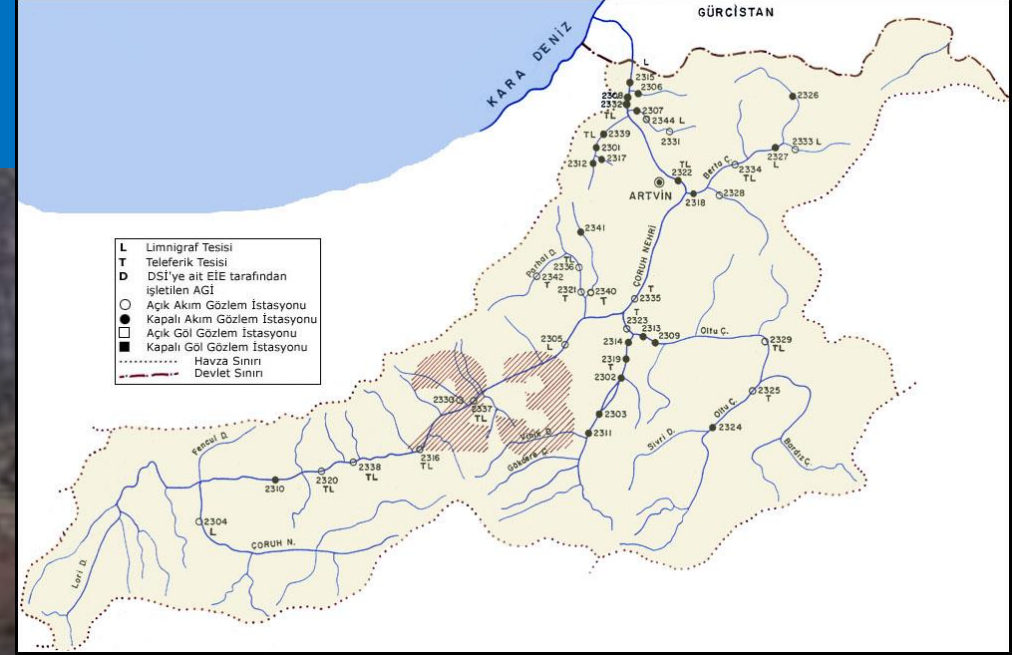 GÜRCİSTAN
KARA DENİZ
L
2315
2306
2308
2332
TL
2307
2344 L
2331
2326
TL
2339
2301
2317
2312
2333 L
2327
L
2334
TL
Berta Ç.
TL
2322
ARTVİN
2318
2328
2341
ÇORUH NEHRİ
Parhal D.
TL
2336
2342
T
2321
T
2340
T
T
2335
T
2323
2313
2309
2314
Oltu Ç.
2329
TL
2305
L
2319
T
2302
2325
T
Oltu Ç.
2303
2311
2324
Sivri D.
Bardız Ç.
23
2330
2337
TL
Gökdere D.
2316
TL
2338
TL
2320
TL
2310
Fencul D.
2304
L
ÇORUH N.
Lori D.
L Limnigraf Tesisi
T Teleferik Tesisi
D DSİ'ye ait EİE tarafından
işletilen AGİ
Açık Akım Gözlem İstasyonu
Kapalı Akım Gözlem İstasyonu
Açık Göl Gözlem İstasyonu
Kapalı Göl Gözlem İstasyonu
Havza Sınırı
Devlet Sınırı